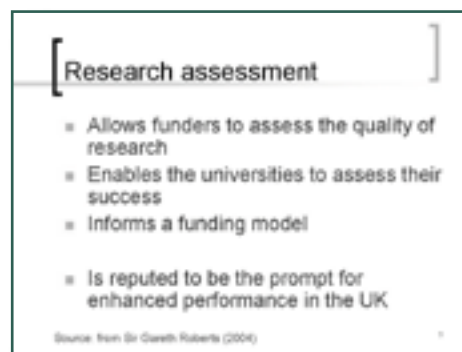 Research assessment
Allows funders to assess the quality of
research
Enables the universities to assess their
success
Informs a funding model
Is reputed to be the prompt for
enhanced performance in the UK
Source: from Sir Gareth Roberts (2004)